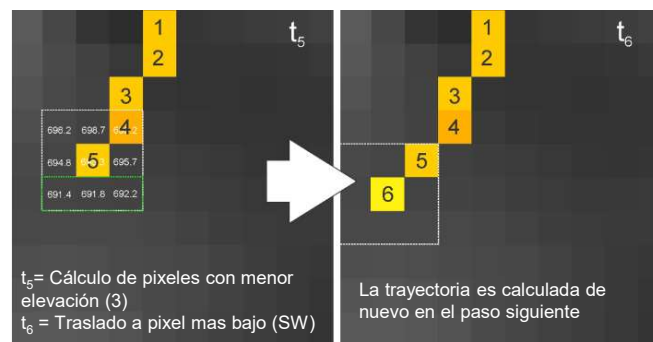 1
t5
2
3
696.2 698.7 4
694.8 5 695.7
691.4 691.8 692.2
t5= Cálculo de pixeles con menor
elevación (3)
t6 = Traslado a pixel mas bajo (SW)
1
t6
2
3
4
5
6
La trayectoria es calculada de
nuevo en el paso siguiente